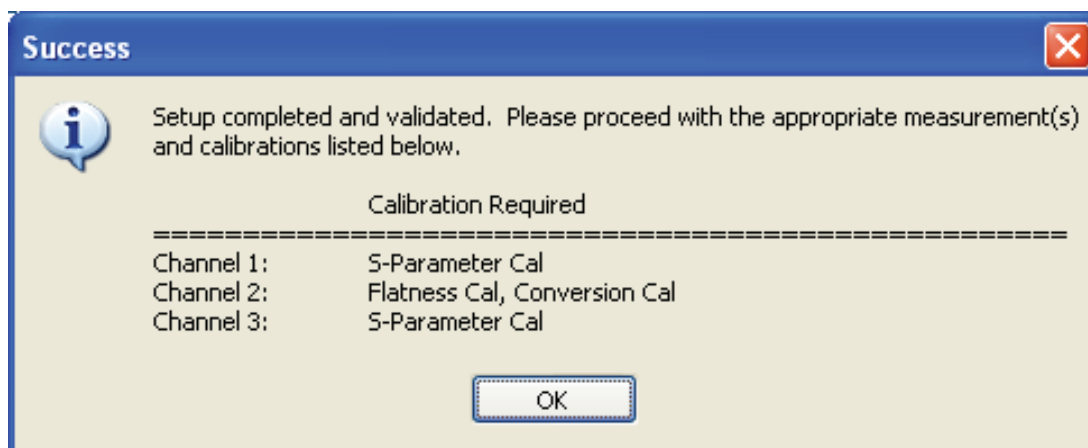 Success
Setup completed and validated.  Please proceed with the appropriate measurement(s)
and calibrations listed below.
Calibration Required
===================================================
Channel 1: S-Parameter Cal
Channel 2: Flatness Cal, Conversion Cal
Channel 3: S-Parameter Cal
OK